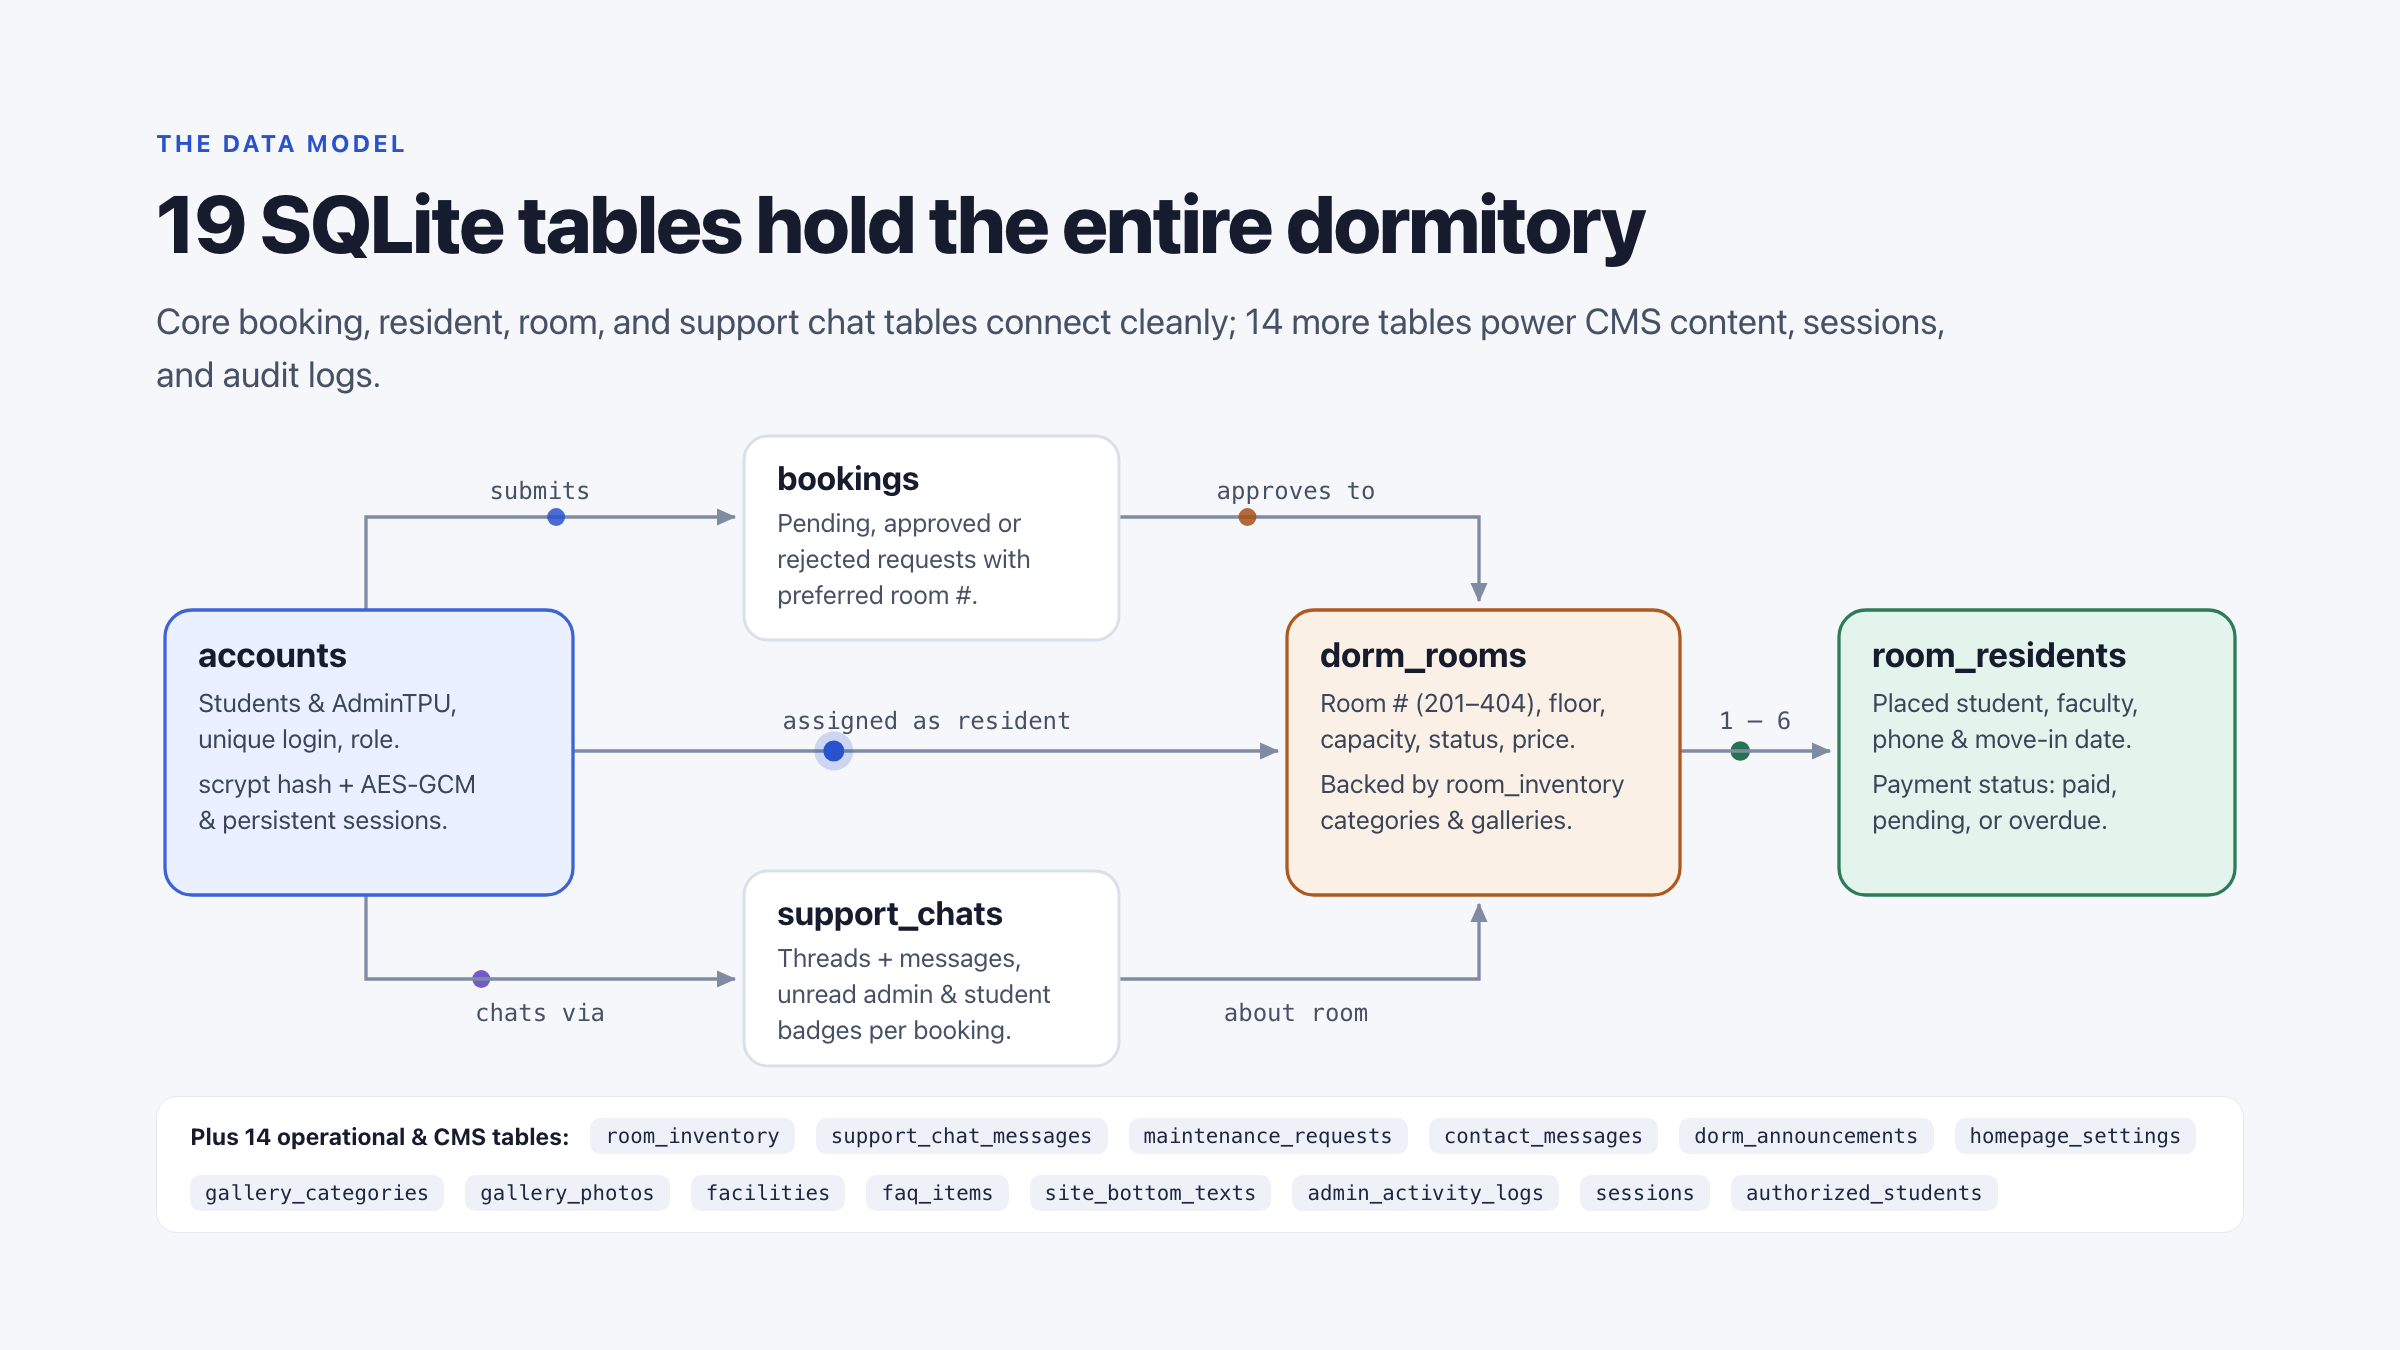 THE DATA MODEL
19 SQLite tables hold the entire dormitory
Core booking, resident, room, and support chat tables connect cleanly; 14 more tables power CMS content, sessions,
and audit logs.
submits
bookings
Pending, approved or
rejected requests with
preferred room #.
approves to
accounts
Students & AdminTPU,
unique login, role.
scrypt hash + AES-GCM
& persistent sessions.
assigned as resident
dorm_rooms
Room # (201–404), floor,
capacity, status, price.
Backed by room_inventory
categories & galleries.
1 — 6
room_residents
Placed student, faculty,
phone & move-in date.
Payment status: paid,
pending, or overdue.
chats via
support_chats
Threads + messages,
unread admin & student
badges per booking.
about room
Plus 14 operational & CMS tables: room_inventory support_chat_messages maintenance_requests contact_messages dorm_announcements homepage_settings
gallery_categories gallery_photos facilities faq_items site_bottom_texts admin_activity_logs sessions authorized_students